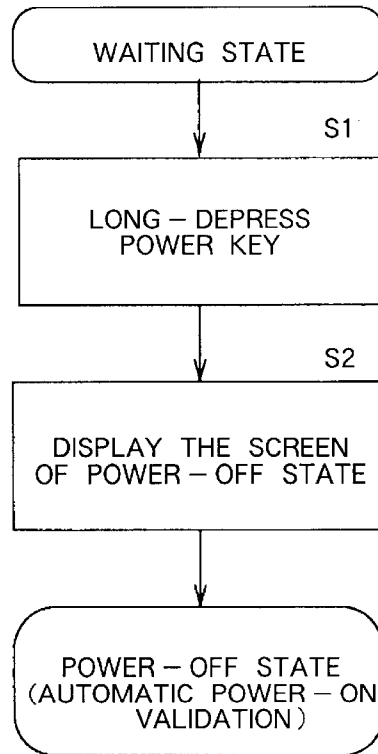 WAITING STATE
S1
LONG – DEPRESS
POWER KEY
S2
DISPLAY THE SCREEN
OF POWER – OFF STATE
POWER – OFF STATE
(AUTOMATIC POWER – ON
VALIDATION)